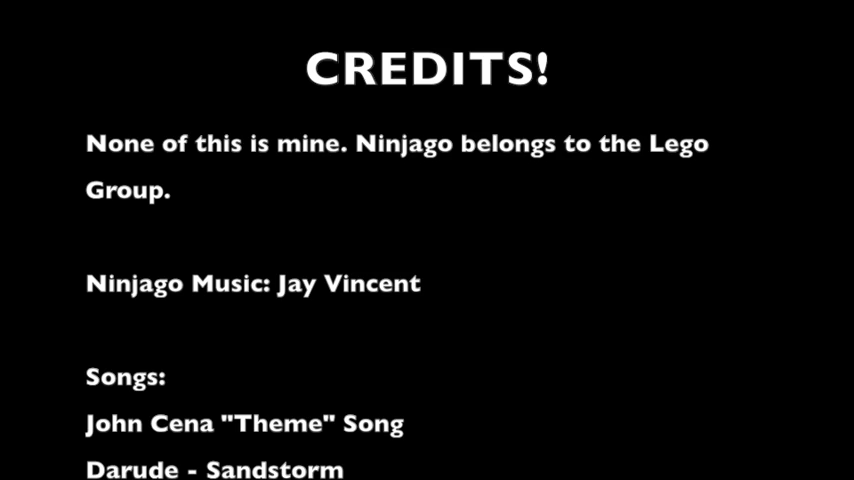 CREDITS!
None of this is mine. Ninjago belongs to the Lego
Group.
Ninjago Music: Jay Vincent
Songs:
John Cena "Theme" Song
Darude - Sandstorm